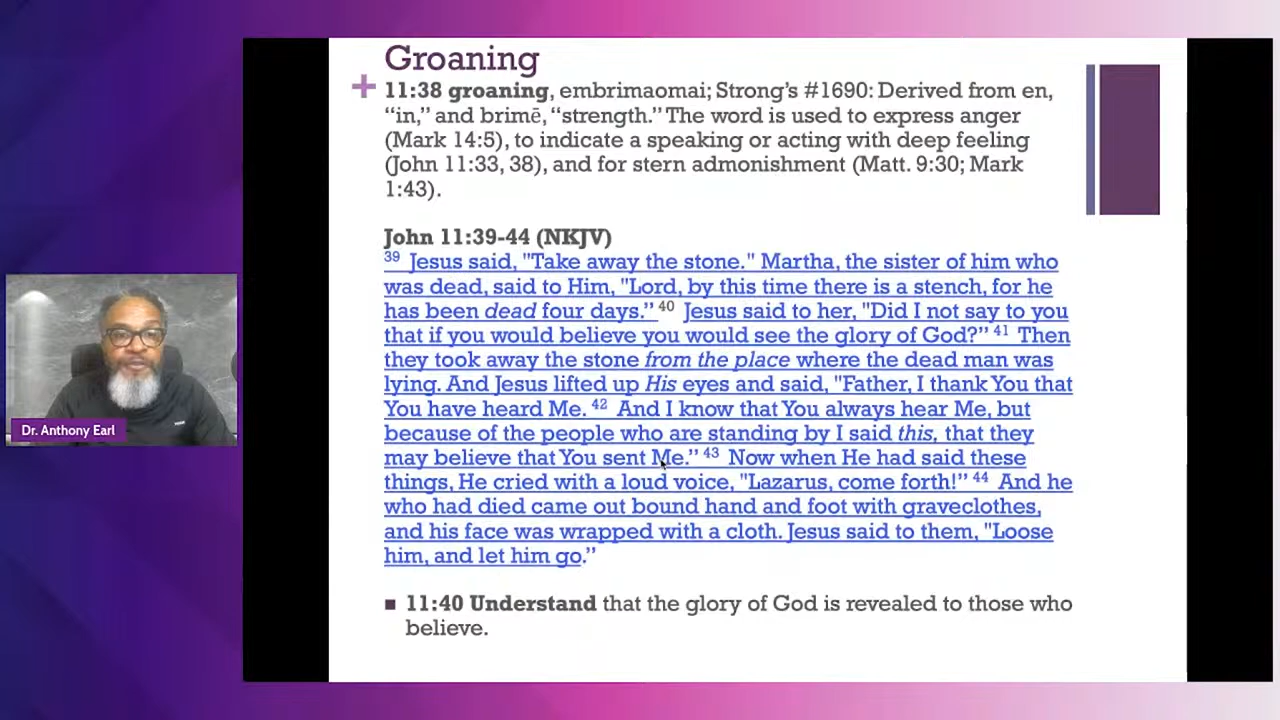 Groaning
11:38 groaning, embrimaomai; Strong's #1690: Derived from en,
"in," and brimē, "strength." The word is used to express anger
(Mark 14:5), to indicate a speaking or acting with deep feeling
(John 11:33, 38), and for stern admonishment (Matt. 9:30; Mark
1:43).
John 11:39-44 (NKJV)
39 Jesus said, "Take away the stone." Martha, the sister of him who
was dead, said to Him, "Lord, by this time there is a stench, for he
has been dead four days." 40 Jesus said to her, "Did I not say to you
that if you would believe you would see the glory of God?" 41 Then
they took away the stone from the place where the dead man was
lying. And Jesus lifted up His eyes and said, "Father, I thank You that
You have heard Me. 42 And I know that You always hear Me, but
because of the people who are standing by I said this, that they
may believe that You sent Me." 43 Now when He had said these
things, He cried with a loud voice, "Lazarus, come forth!" 44 And he
who had died came out bound hand and foot with graveclothes,
and his face was wrapped with a cloth. Jesus said to them, "Loose
him, and let him go."
■ 11:40 Understand that the glory of God is revealed to those who
believe.
Dr. Anthony Earl